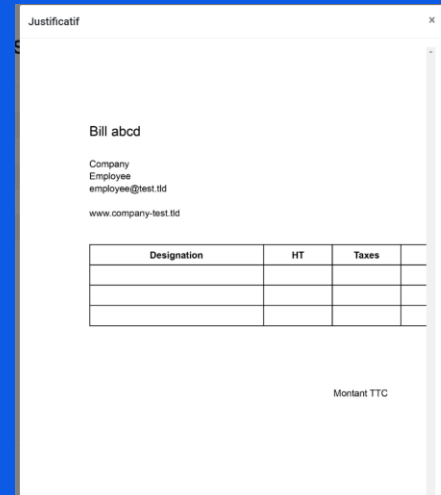 Justificatif ×
Bill abcd
Company
Employee
employee@test.tld
www.company-test.tld
Designation HT Taxes
Montant TTC